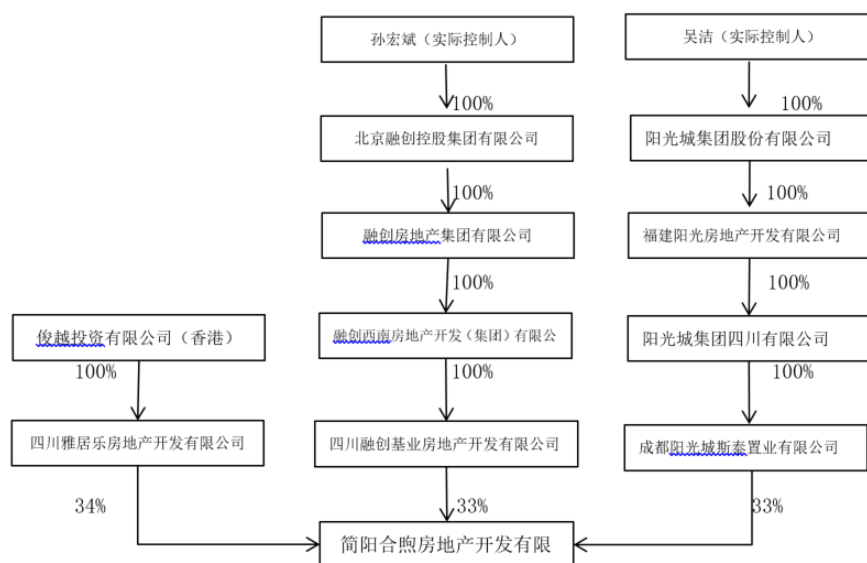 孙宏斌（实际控制人）
吴洁（实际控制人）
100%
100%
北京融创控股集团有限公司
阳光城集团股份有限公司
100%
100%
融创房地产集团有限公司
福建阳光房地产开发有限公司
100%
100%
俊越投资有限公司（香港）
融创西南房地产开发（集团）有限公
阳光城集团四川有限公司
100%
100%
100%
四川雅居乐房地产开发有限公司
四川融创基业房地产开发有限公司
成都阳光城斯泰置业有限公司
34%
33%
33%
简阳合煦房地产开发有限